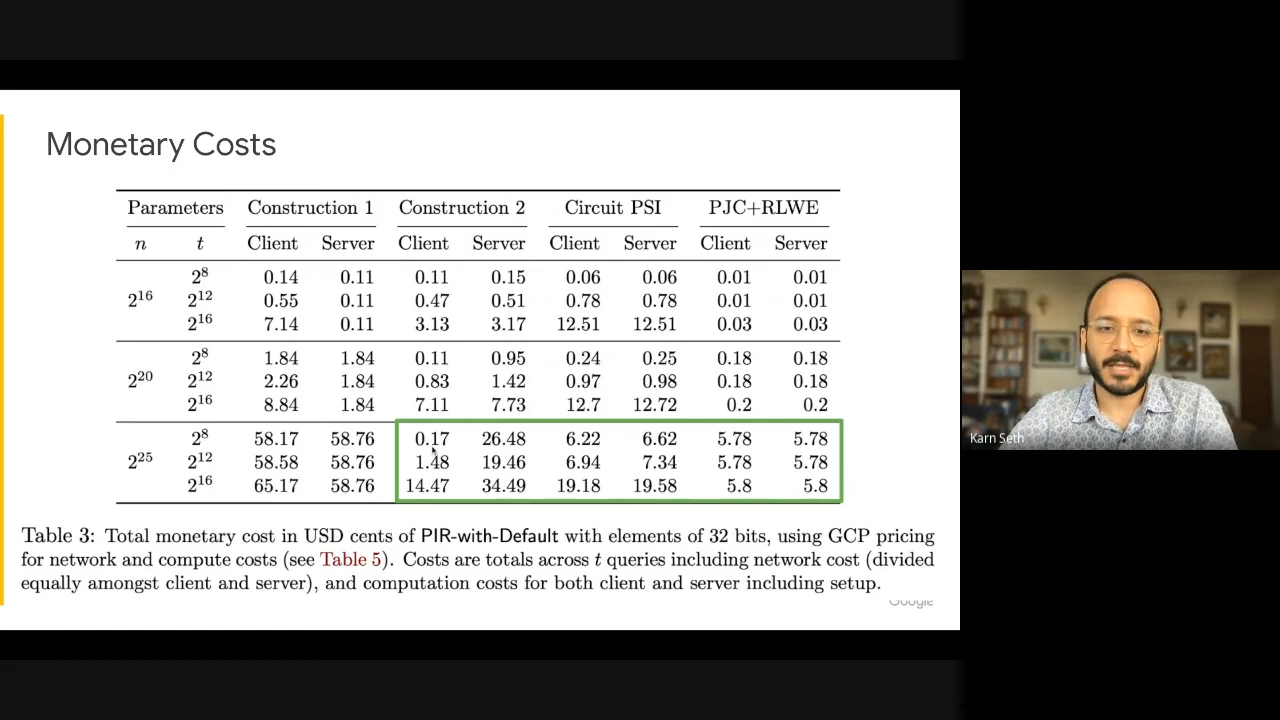 Monetary Costs
Parameters Construction 1 Construction 2 Circuit PSI PJC+RLWE
n t Client Server Client Server Client Server Client Server
2^8 0.14 0.11 0.11 0.15 0.06 0.06 0.01 0.01
2^16 2^12 0.55 0.11 0.47 0.51 0.78 0.78 0.01 0.01
2^16 7.14 0.11 3.13 3.17 12.51 12.51 0.03 0.03
2^8 1.84 1.84 0.11 0.95 0.24 0.25 0.18 0.18
2^20 2^12 2.26 1.84 0.83 1.42 0.97 0.98 0.18 0.18
2^16 8.84 1.84 7.11 7.73 12.7 12.72 0.2 0.2
2^8 58.17 58.76 0.17 26.48 6.22 6.62 5.78 5.78
2^25 2^12 58.58 58.76 1.48 19.46 6.94 7.34 5.78 5.78
2^16 65.17 58.76 14.47 34.49 19.18 19.58 5.8 5.8
Table 3: Total monetary cost in USD cents of PIR-with-Default with elements of 32 bits, using GCP pricing
for network and compute costs (see Table 5). Costs are totals across t queries including network cost (divided
equally amongst client and server), and computation costs for both client and server including setup.
Google
Karn Seth